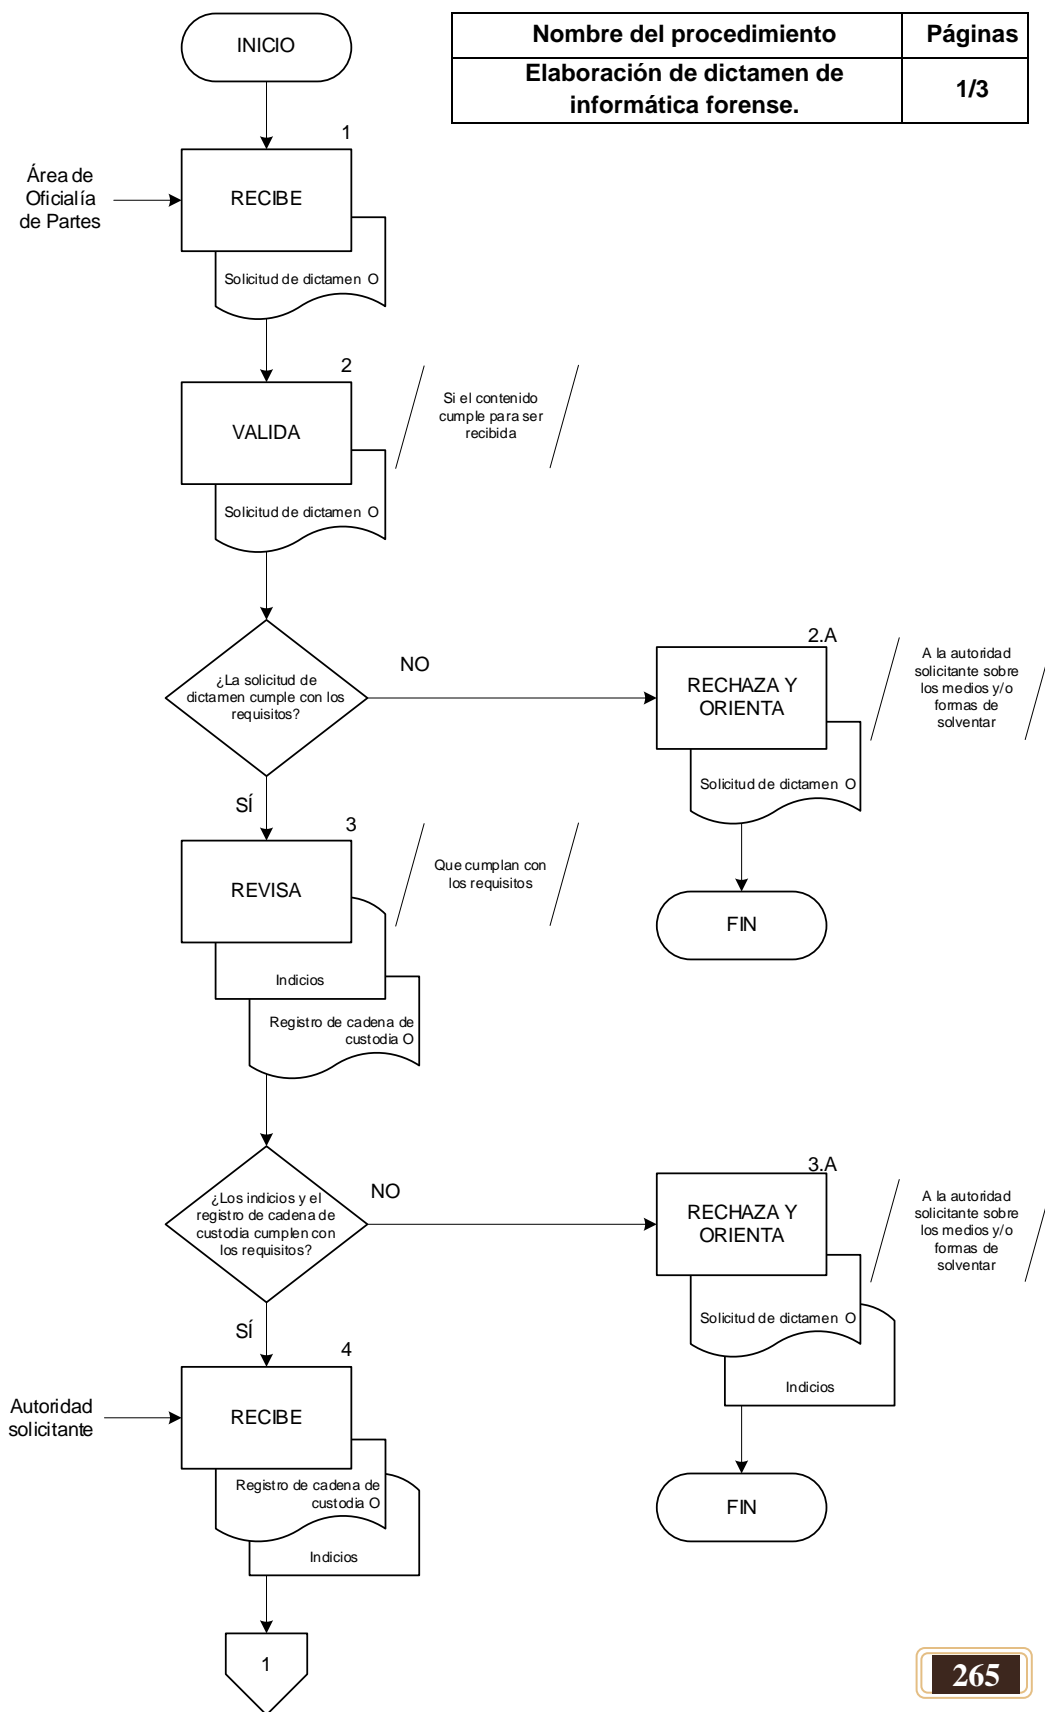 INICIO
Nombre del procedimiento
Páginas
Elaboración de dictamen de
informática forense.
1/3
1
Área de
Oficialía
de Partes
RECIBE
Solicitud de dictamen O
2
VALIDA
Si el contenido
cumple para ser
recibida
Solicitud de dictamen O
¿La solicitud de
dictamen cumple con los
requisitos?
NO
2.A
RECHAZA Y
ORIENTA
A la autoridad
solicitante sobre
los medios y/o
formas de
solventar
Solicitud de dictamen O
FIN
SÍ
3
REVISA
Que cumplan con
los requisitos
Indicios
Registro de cadena de
custodia O
¿Los indicios y el
registro de cadena de
custodia cumplen con
los requisitos?
NO
3.A
RECHAZA Y
ORIENTA
A la autoridad
solicitante sobre
los medios y/o
formas de
solventar
Solicitud de dictamen O
Indicios
FIN
SÍ
4
Autoridad
solicitante
RECIBE
Registro de cadena de
custodia O
Indicios
1
265